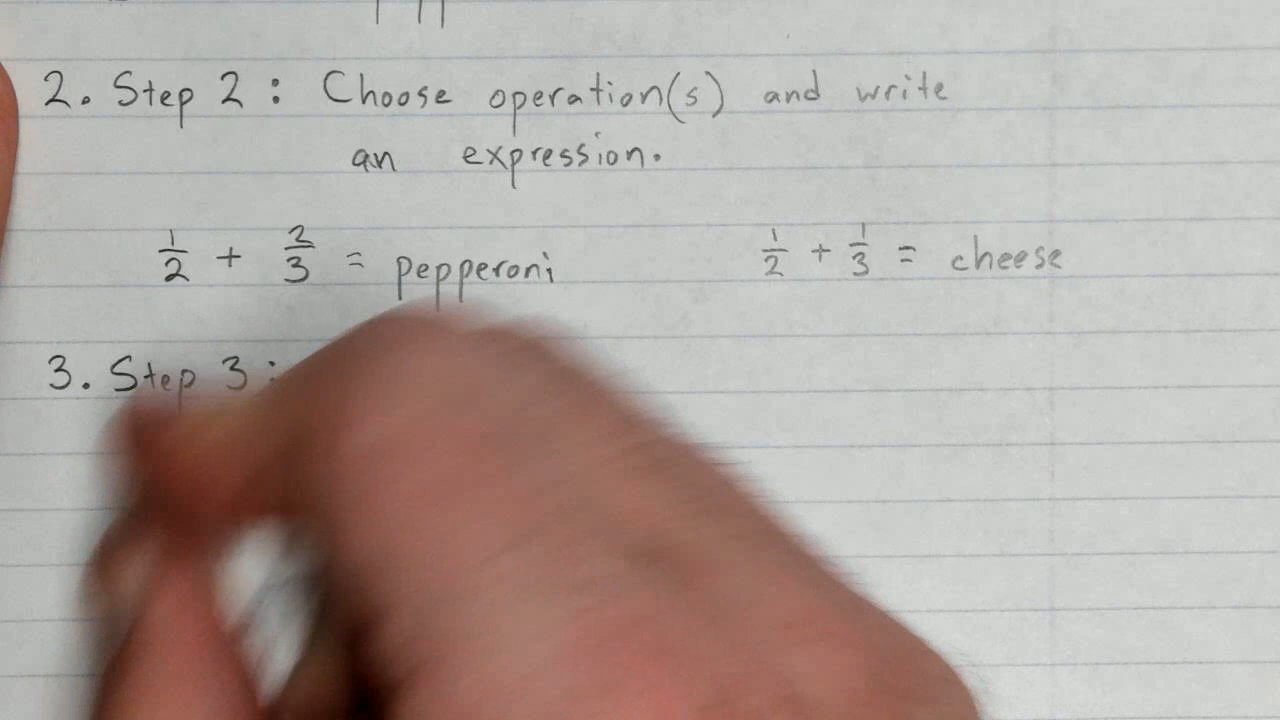 2. Step 2: Choose operation(s) and write
an expression.
1/2 + 2/3 = pepperoni
1/2 + 1/3 = cheese
3. Step 3: